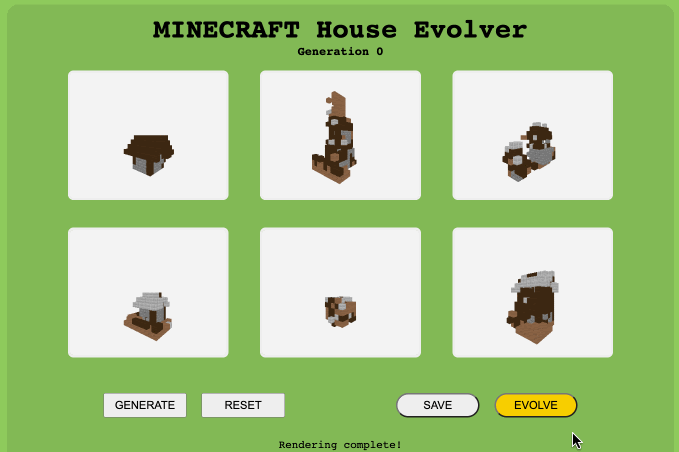 MINECRAFT House Evolver
Generation 0
GENERATE
RESET
SAVE
EVOLVE
Rendering complete!